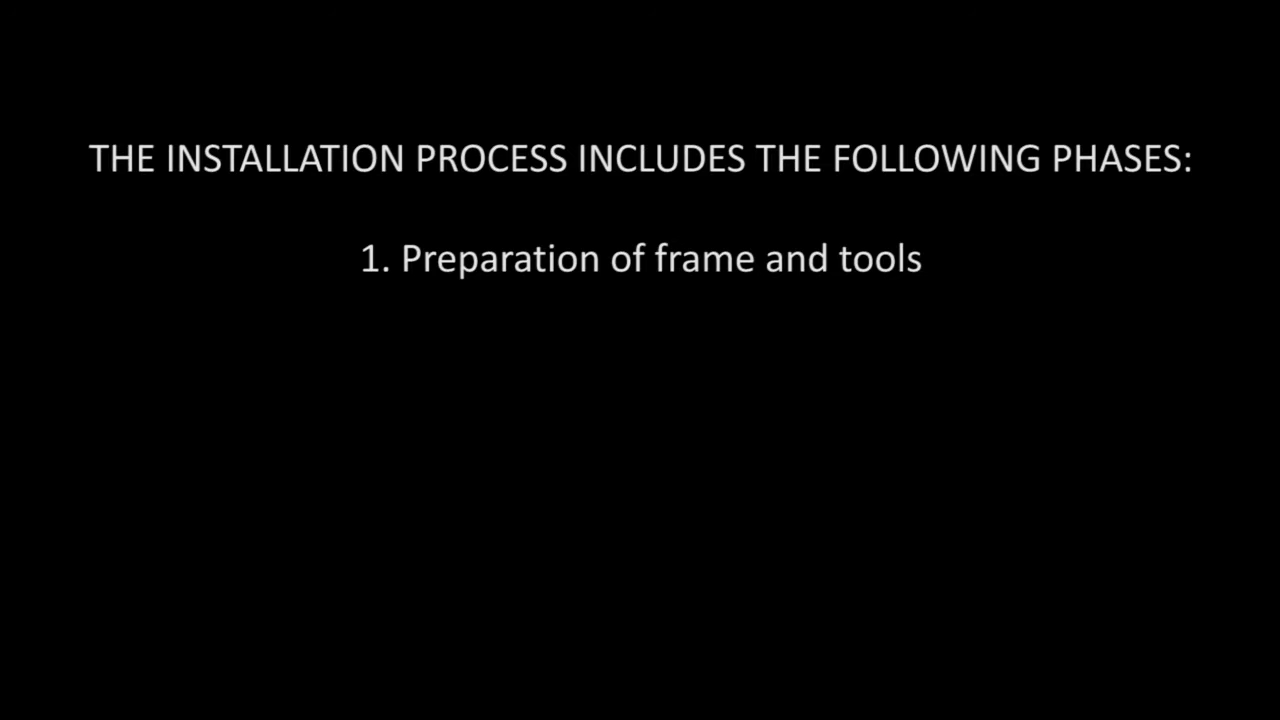 THE INSTALLATION PROCESS INCLUDES THE FOLLOWING PHASES:
1. Preparation of frame and tools